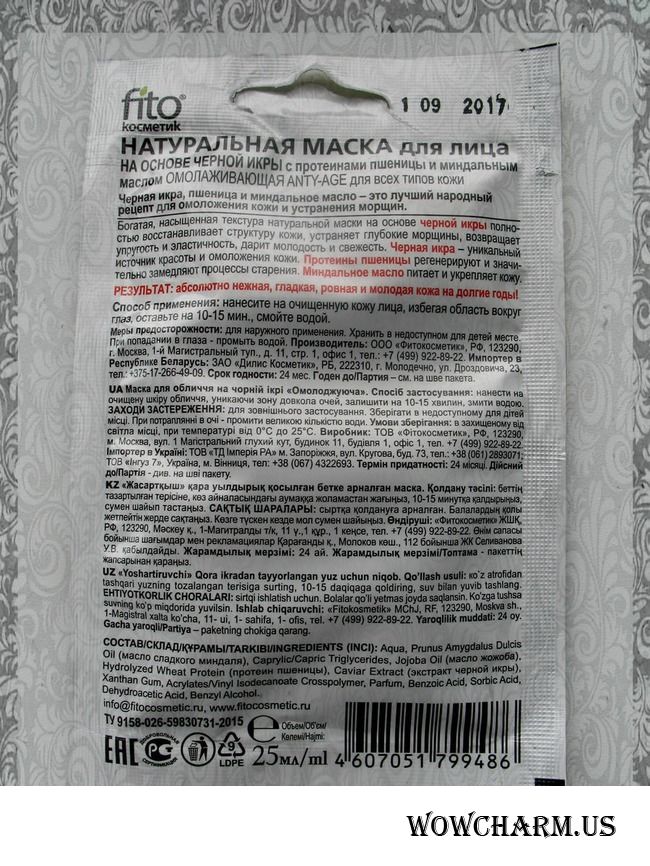 fito®
косметик
1 09 2017
НАТУРАЛЬНАЯ МАСКА для лица
НА ОСНОВЕ ЧЕРНОЙ ИКРЫ с протеинами пшеницы и миндальным
маслом ОМОЛАЖИВАЮЩАЯ ANTY-AGE для всех типов кожи
Черная икра, пшеница и миндальное масло – это лучший народный
рецепт для омоложения кожи и устранения морщин.
Богатая, насыщенная текстура натуральной маски на основе черной икры полно-
стью восстанавливает структуру кожи, устраняет глубокие морщины, возвращает
упругость и эластичность, дарит молодость и свежесть. Черная икра – уникальный
источник красоты и омоложения кожи. Протеины пшеницы регенерируют и значи-
тельно замедляют процессы старения. Миндальное масло питает и укрепляет кожу.
РЕЗУЛЬТАТ: абсолютно нежная, гладкая, ровная и молодая кожа на долгие годы!
Способ применения: нанесите на очищенную кожу лица, избегая область вокруг
глаз, оставьте на 10-15 мин., смойте водой.
Меры предосторожности: для наружного применения. Хранить в недоступном для детей месте.
При попадании в глаза - промыть водой. Производитель: ООО «Фитокосметик», РФ, 123290,
г. Москва, 1-й Магистральный туп., д. 11, стр. 1, офис 1, тел.: +7 (499) 922-89-22. Импортер в
Республике Беларусь: ЗАО «Дилис Косметик», РБ, 222310, г. Молодечно, ул. Дроздовича, 23,
тел.: +375-17-266-49-09. Срок годности: 24 мес. Годен до/Партия – см. на шве пакета.
UA Маска для обличчя на чорній ікрі «Омолоджуюча». Спосіб застосування: нанести на
очищену шкіру обличчя, уникаючи зону довкола очей, залишити на 10-15 хвилин, змити водою.
ЗАХОДИ ЗАСТЕРЕЖЕННЯ: для зовнішнього застосування. Зберігати в недоступному для дітей
місці. При потраплянні в очі - промити великою кількістю води. Умови зберігання: в захищеному від
світла місці, при температурі від 0°С до 25°С. Виробник: ТОВ «Фітокосметік», РФ, 123290,
м. Москва, вул. 1 Магистральний глухий кут, будинок 11, будівля 1, офис 1, тел. +7 (499) 922-89-22.
Імпортер в Україні: ТОВ «ТД Імперія РА» м. Запоріжжя, вул. Кругова, буд. 73, тел.: +38 (061) 2893071;
ТОВ «Інгуз 7», Україна, м. Вінниця, тел: +38 (067) 4322693. Термін придатності: 24 місяці. Дійсний
до/Партія - див. на шві пакету.
KZ «Жасартқыш» қара уылдырық қосылған бетке арналған маска. Қолдану тәсілі: беттің
тазартылған терісіне, көз айналасындағы аумаққа жоламастан жағыңыз, 10-15 минутқа қалдырыңыз,
сумен шайып тастаңыз. САҚТЫҚ ШАРАЛАРЫ: сыртқа қолдануға арналған. Балалардың қолы
жетпейтін жерде сақтаңыз. Көзге түскен кезде мол сумен шайыңыз. Өндіруші: «Фитокосметик» ЖШҚ,
РФ, 123290, Мәскеу қ., 1-Магитралды т/к, 11 ү.,1 құр., 1 кеңсе, тел. +7 (499) 922-89-22. Өнім сапасы
бойынша шағымдар мен рекламациялар Қарағанды қ., Молоков көш., 112 бойынша ЖК Селиванова
У.В. қабылдайды. Жарамдылық мерзімі: 24 ай. Жарамдылық мерзімі/Топтама - пакеттің
жапсарынан қараңыз.
UZ «Yoshartiruvchi» Qora ikradan tayyorlangan yuz uchun niqob. Qo'llash usuli: ko'z atrofidan
tashqari yuzning tozalangan terisiga surting, 10-15 daqiqaga qoldiring, suv bilan yuvib tashlang.
EHTIYOTKORLIK CHORALARI: sirtqi ishlatish uchun. Bolalar qo'li yetmas joyda saqlansin. Ko'zga tushsa
suvning ko'p miqdorida yuvilsin. Ishlab chiqaruvchi: «Fitokosmetik» MChJ, RF, 123290, Moskva sh.,
1-Magistral xalta ko'cha, 11- ui, 1- sahifa, 1- ofis, tel. +7 (499) 922-89-22. Yaroqlilik muddati: 24 oy.
Gacha yaroqli/Partiya – paketning chokiga qarang.
СОСТАВ/СКЛАД/ҚҰРАМЫ/TARKIBI/INGREDIENTS (INCI): Aqua, Prunus Amygdalus Dulcis
Oil (масло сладкого миндаля), Caprylic/Capric Triglycerides, Jojoba Oil (масло жожоба),
Hydrolyzed Wheat Protein (протеин пшеницы), Caviar Extract (экстракт черной икры),
Xanthan Gum, Acrylates/Vinyl Isodecanoate Crosspolymer, Parfum, Benzoic Acid, Sorbic Acid,
Dehydroacetic Acid, Benzyl Alcohol.
info@fitocosmetic.ru, www.fitocosmetic.ru
ТУ 9158-026-59830731-2015
ЕАС
ДОБРОВОЛЬНАЯ
СЕРТИФИКАЦИЯ
9
LDPE
Объем/Об'єм/
Көлемі/Hajmi:
25мл/ml
4 607051 799486
WOWCHARM.US